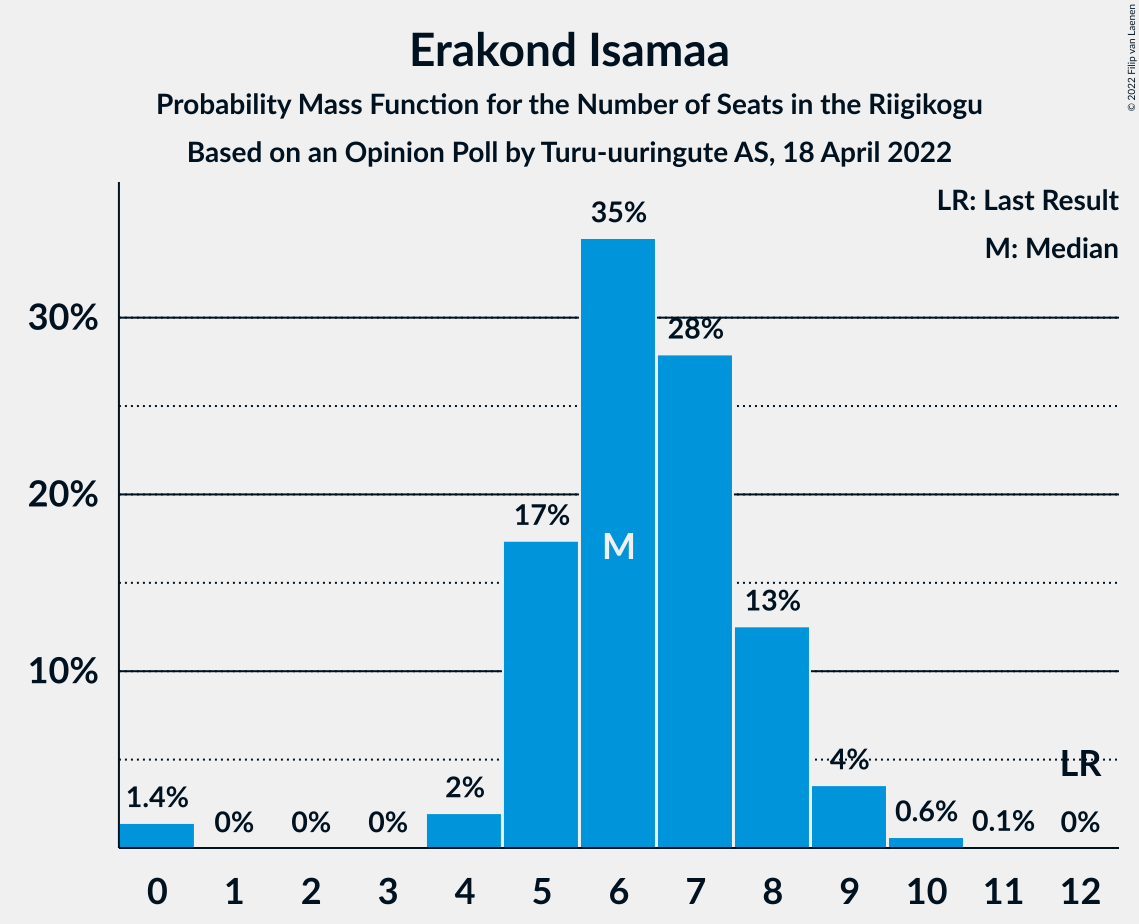 Erakond Isamaa
Probability Mass Function for the Number of Seats in the Riigikogu
Based on an Opinion Poll by Turu-uuringute AS, 18 April 2022
© 2022 Filip van Laenen
LR: Last Result
M: Median
30%
20%
10%
1.4%
0%
0%
0%
2%
17%
35%
M
28%
13%
4%
0.6%
0.1%
LR
0%
0 1 2 3 4 5 6 7 8 9 10 11 12